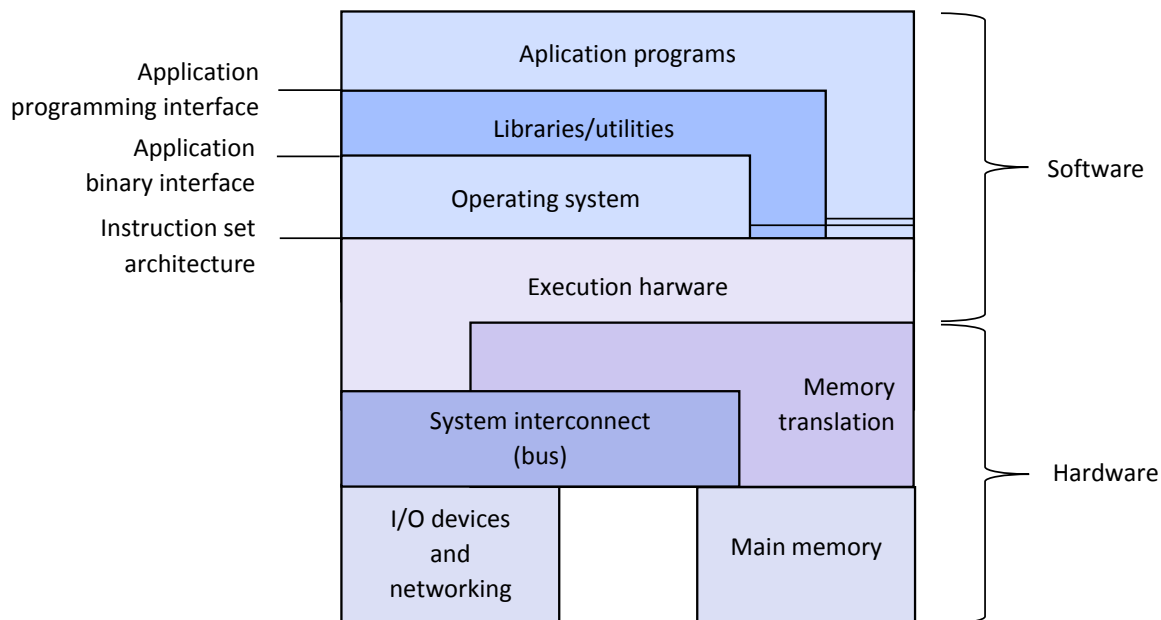 Aplication programs
Application
programming interface
Libraries/utilities
Application
binary interface
Software
Operating system
Instruction set
architecture
Execution harware
Memory
translation
System interconnect
(bus)
Hardware
I/O devices
and
networking
Main memory